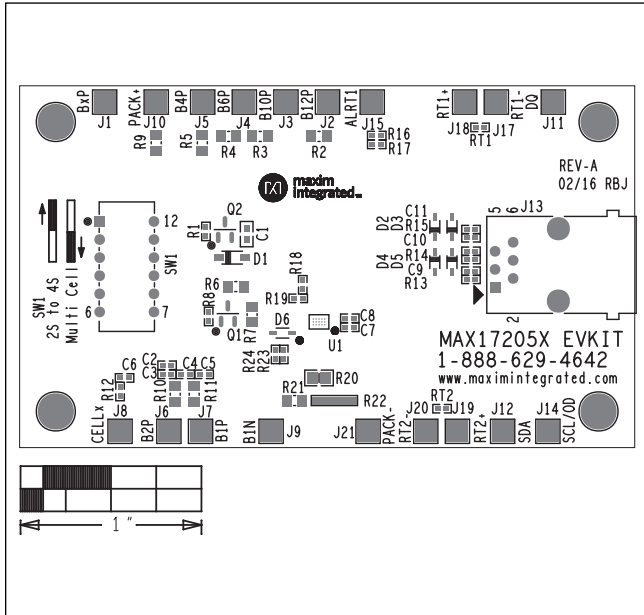 BxP
PACK+
B4P
B6P
B10P
B12P
ALRT1
RT1+
RT1-
DQ
J1
J10
J5
J4
J3
J2
J15
J18
J17
J11
R9
R5
R4
R3
R2
R16
R17
RT1
REV-A
02/16 RBJ
maxim
integrated™
12
SW1
6
7
SW1
2S to 4S
Multi Cell
R1
Q2
C1
D1
R6
R8
Q1
R7
R18
R19
D6
U1
C8
C7
R24
R23
D2
D3
C11
R15
C10
D4
D5
R14
C9
R13
5
6
J13
2
MAX17205X EVKIT
1-888-629-4642
www.maximintegrated.com
C6
R12
C2
C3
C4
C5
R10
R11
R21
R20
R22
RT2
CELLx
J8
B2P
J6
J7
B1P
B1N
J9
J21
PACK-
RT2-
J20
J19
RT2+
J12
SDA
J14
SCL/OD
1 "